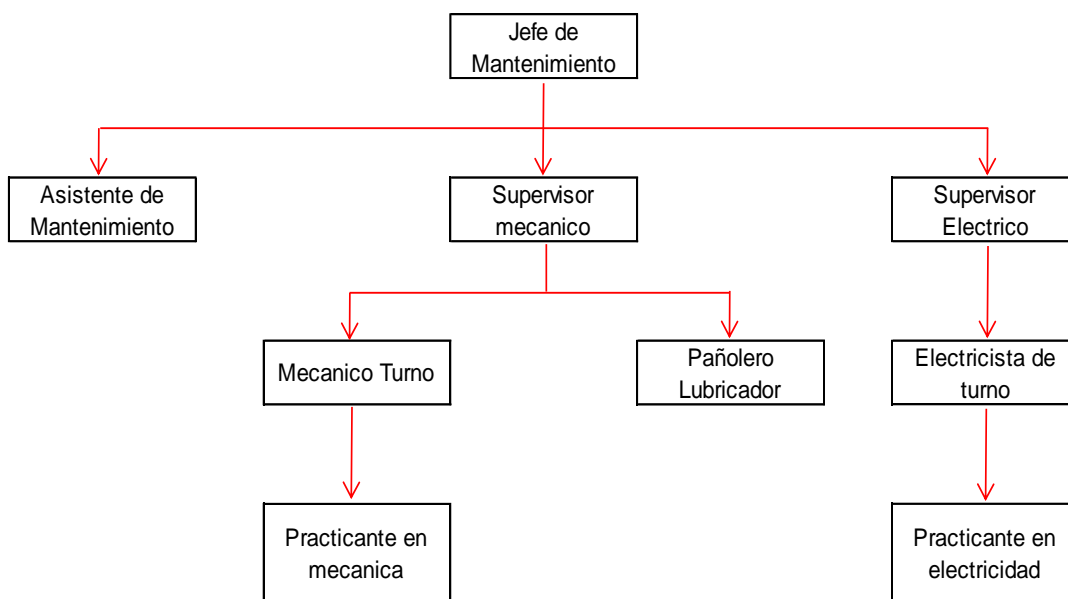 Jefe de
Mantenimiento
Asistente de
Mantenimiento
Supervisor
mecanico
Supervisor
Electrico
Mecanico Turno
Pañolero
Lubricador
Electricista de
turno
Practicante en
mecanica
Practicante en
electricidad